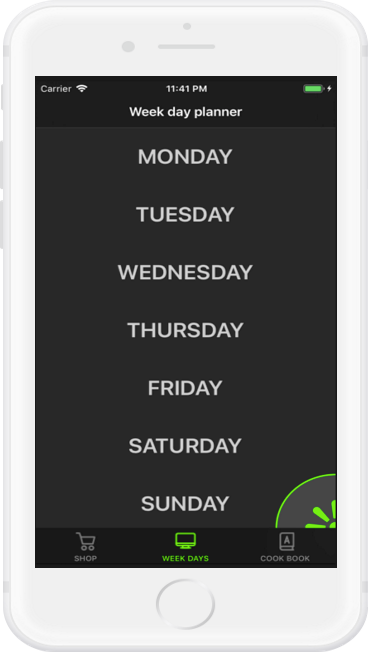 Carrier 11:41 PM
Week day planner
MONDAY
TUESDAY
WEDNESDAY
THURSDAY
FRIDAY
SATURDAY
SUNDAY
SHOP WEEK DAYS COOK BOOK